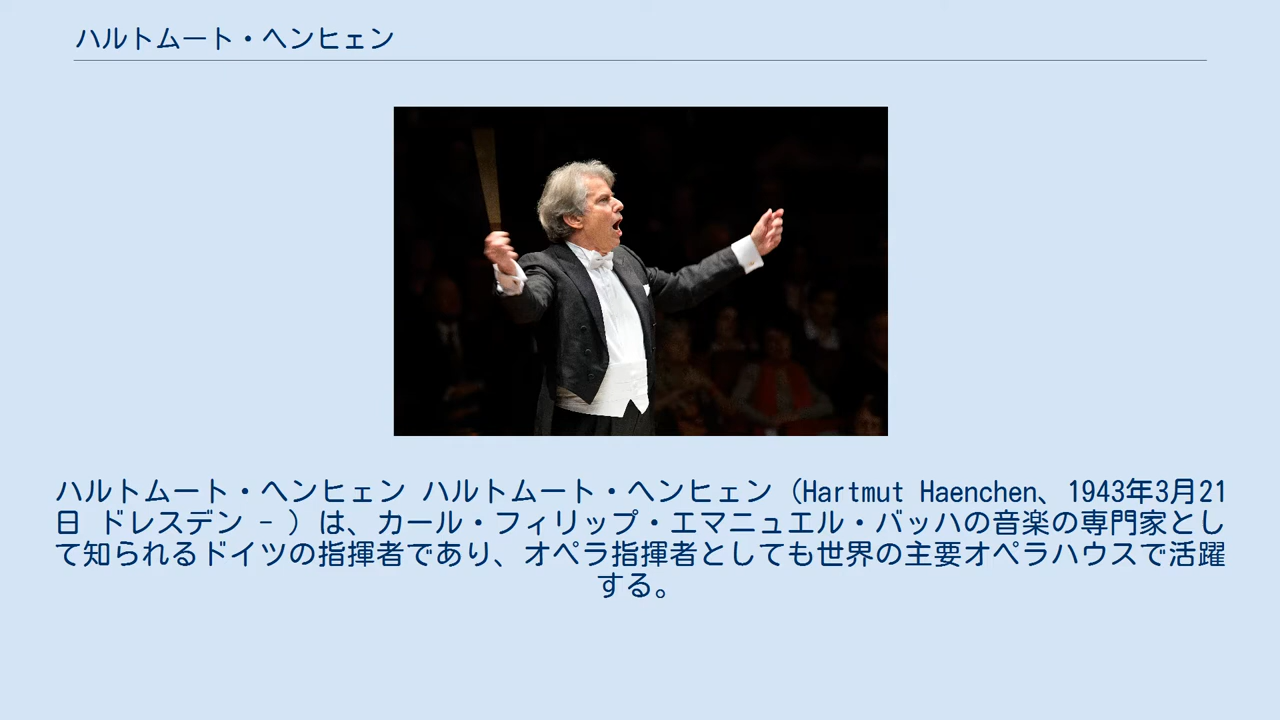 ハルトムート・ヘンヒェン
ハルトムート・ヘンヒェン ハルトムート・ヘンヒェン（Hartmut Haenchen、1943年3月21
日 ドレスデン - ）は、カール・フィリップ・エマニュエル・バッハの音楽の専門家とし
て知られるドイツの指揮者であり、オペラ指揮者としても世界の主要オペラハウスで活躍
する。